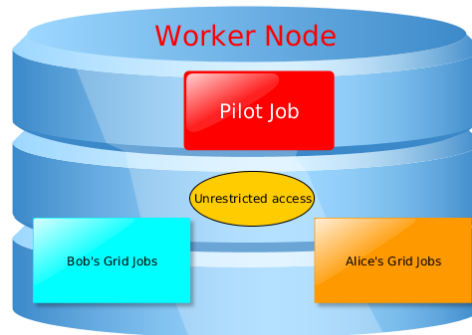 Worker Node
Pilot Job
Unrestricted access
Bob's Grid Jobs
Alice's Grid Jobs